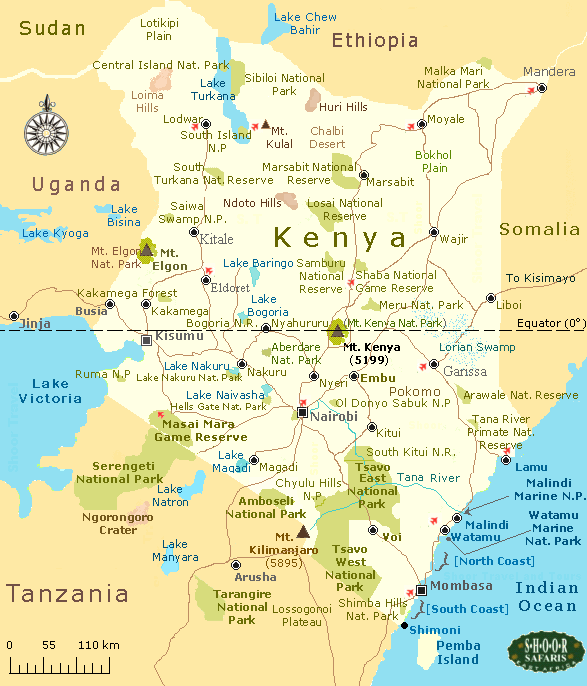 Sudan
Lotikipi
Plain
Lake Chew
Bahir
Ethiopia
Central Island Nat. Park
Loima
Hills
Lake
Turkana
Sibiloi National
Park
Malka Mari
National Park
Mandera
Huri Hills
Lodwar
South Island
N.P
Mt.
Kulal
Chalbi
Desert
Moyale
Bokhol
Plain
South
Turkana Nat. Reserve
Marsabit National
Reserve
Marsabit
Uganda
Lake
Bisina
Lake Kyoga
Saiwa
Swamp N.P.
Ndoto Hills
Losai National
Reserve
Kitale
Kenya
Wajir
Somalia
Mt. Elgon
Nat. Park
Mt.
Elgon
Lake Baringo
Samburu
National
Reserve
Shaba National
Game Reserve
To Kisimayo
Eldoret
Kakamega Forest
Busia
Kakamega
Lake
Bogoria
Bogoria N.R.
Nyahururu
Meru Nat. Park
(Mt. Kenya Nat. Park)
Liboi
Jinja
Equator (0°)
Kisumu
Aberdare
Nat. Park
Mt. Kenya
(5199)
Lorian Swamp
Lake
Victoria
Ruma N.P
Lake Nakuru
Lake Nakuru Nat. Park
Nakuru
Nyeri
Embu
Garissa
Pokomo
Lake Naivasha
Hells Gate Nat. Park
Ol Donyo Sabuk N.P
Arawale Nat. Reserve
Nairobi
Masai Mara
Game Reserve
Kitui
Tana River
Primate Nat.
Reserve
Lake
Magadi
Magadi
South Kitui N.R.
Lamu
Serengeti
National Park
Chyulu Hills
N.P.
Tsavo
East
National
Park
Tana River
Malindi
Marine N.P.
Lake
Natron
Amboseli
National Park
Ngorongoro
Crater
Mt.
Kilimanjaro
(5895)
Voi
Malindi
Watamu
Watamu
Marine
Nat. Park
Lake
Manyara
Arusha
Tsavo
West
National
Park
[North Coast]
Tanzania
Tarangire
National
Park
Lossogonoi
Plateau
Shimba Hills
Nat. Park
Mombasa
[South Coast]
Indian
Ocean
Shimoni
Pemba
Island
0 55 110 km
SHOOR
SAFARIS
EAST AFRICA